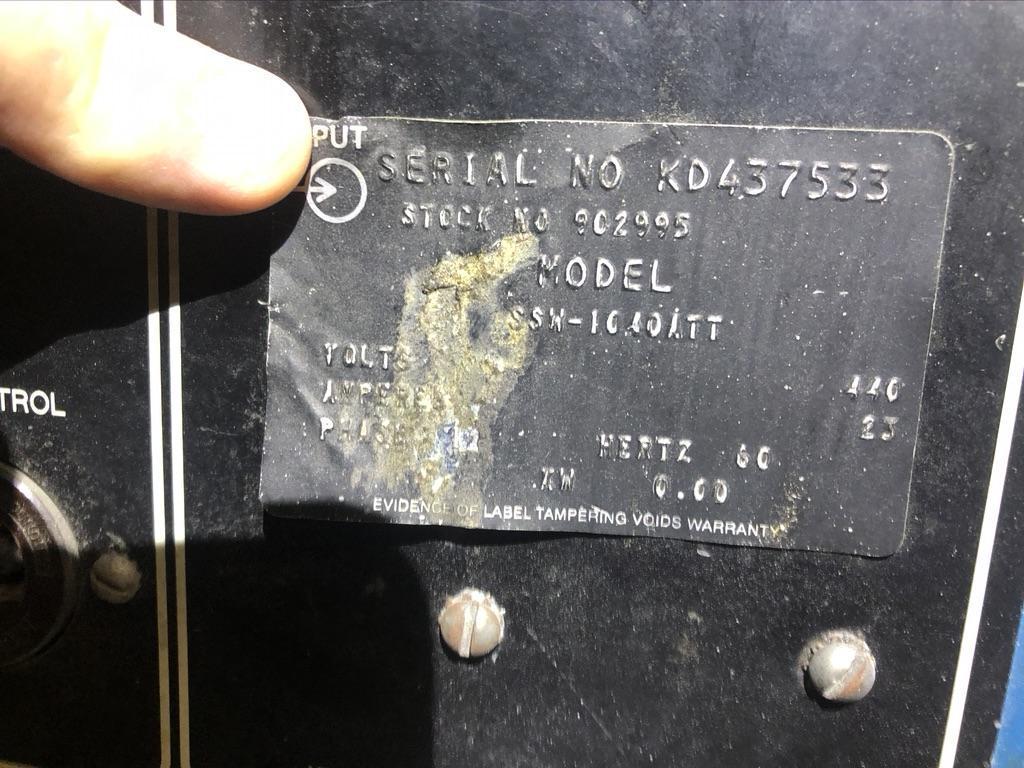 PUT
SERIAL NO KD437533
STOCK NO 902995
MODEL
SSW-1040ATT
VOLTS 440
AMPERES 23
PHASE
HERTZ 60
KW 0.00
EVIDENCE OF LABEL TAMPERING VOIDS WARRANTY
TROL